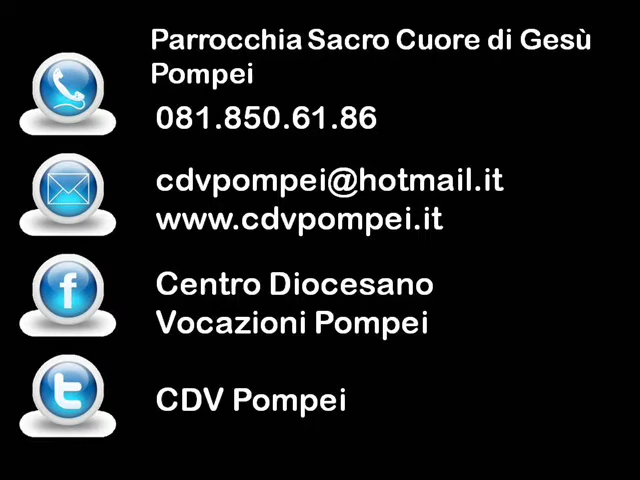 Parrocchia Sacro Cuore di Gesù
Pompei
081.850.61.86
cdvpompei@hotmail.it
www.cdvpompei.it
Centro Diocesano
Vocazioni Pompei
CDV Pompei